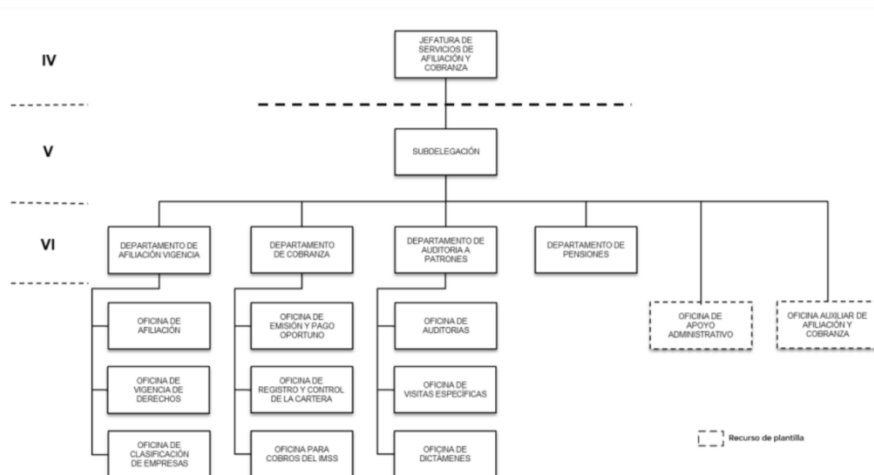 IV
JEFATURA DE
SERVICIOS DE
AFILIACIÓN Y
COBRANZA
V
SUBDELEGACIÓN
VI
DEPARTAMENTO DE
AFILIACIÓN VIGENCIA
DEPARTAMENTO
DE COBRANZA
DEPARTAMENTO DE
AUDITORIA A
PATRONES
DEPARTAMENTO DE
PENSIONES
OFICINA DE
AFILIACIÓN
OFICINA DE
EMISIÓN Y PAGO
OPORTUNO
OFICINA DE
AUDITORIAS
OFICINA DE
APOYO
ADMINISTRATIVO
OFICINA AUXILIAR DE
AFILIACIÓN Y
COBRANZA
OFICINA DE
VIGENCIA DE
DERECHOS
OFICINA DE
REGISTRO Y CONTROL
DE LA CARTERA
OFICINA DE
VISITAS ESPECÍFICAS
OFICINA DE
CLASIFICACIÓN
DE EMPRESAS
OFICINA PARA
COBROS DEL IMSS
OFICINA DE
DICTÁMENES
Recurso de plantilla